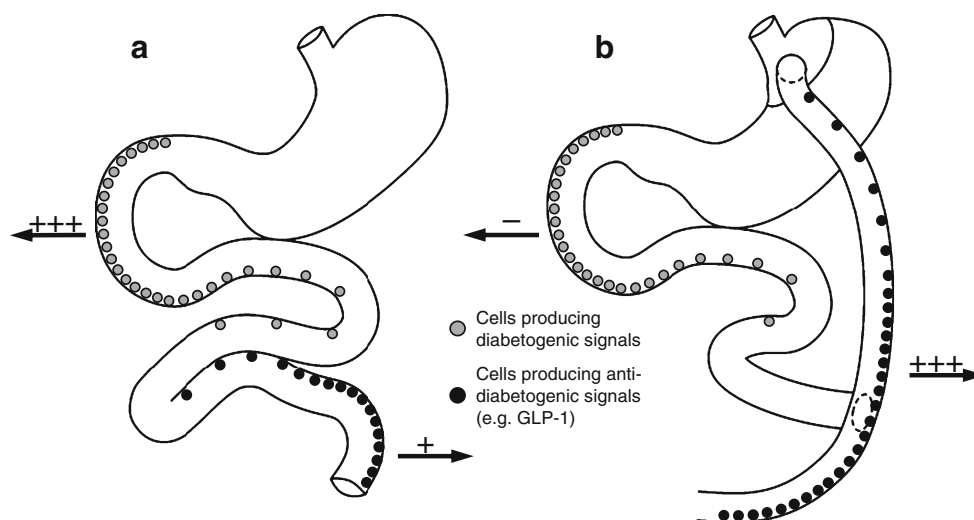 a
b
+++
–
Cells producing
diabetogenic signals
Cells producing anti-
diabetogenic signals
(e.g. GLP-1)
+++
+